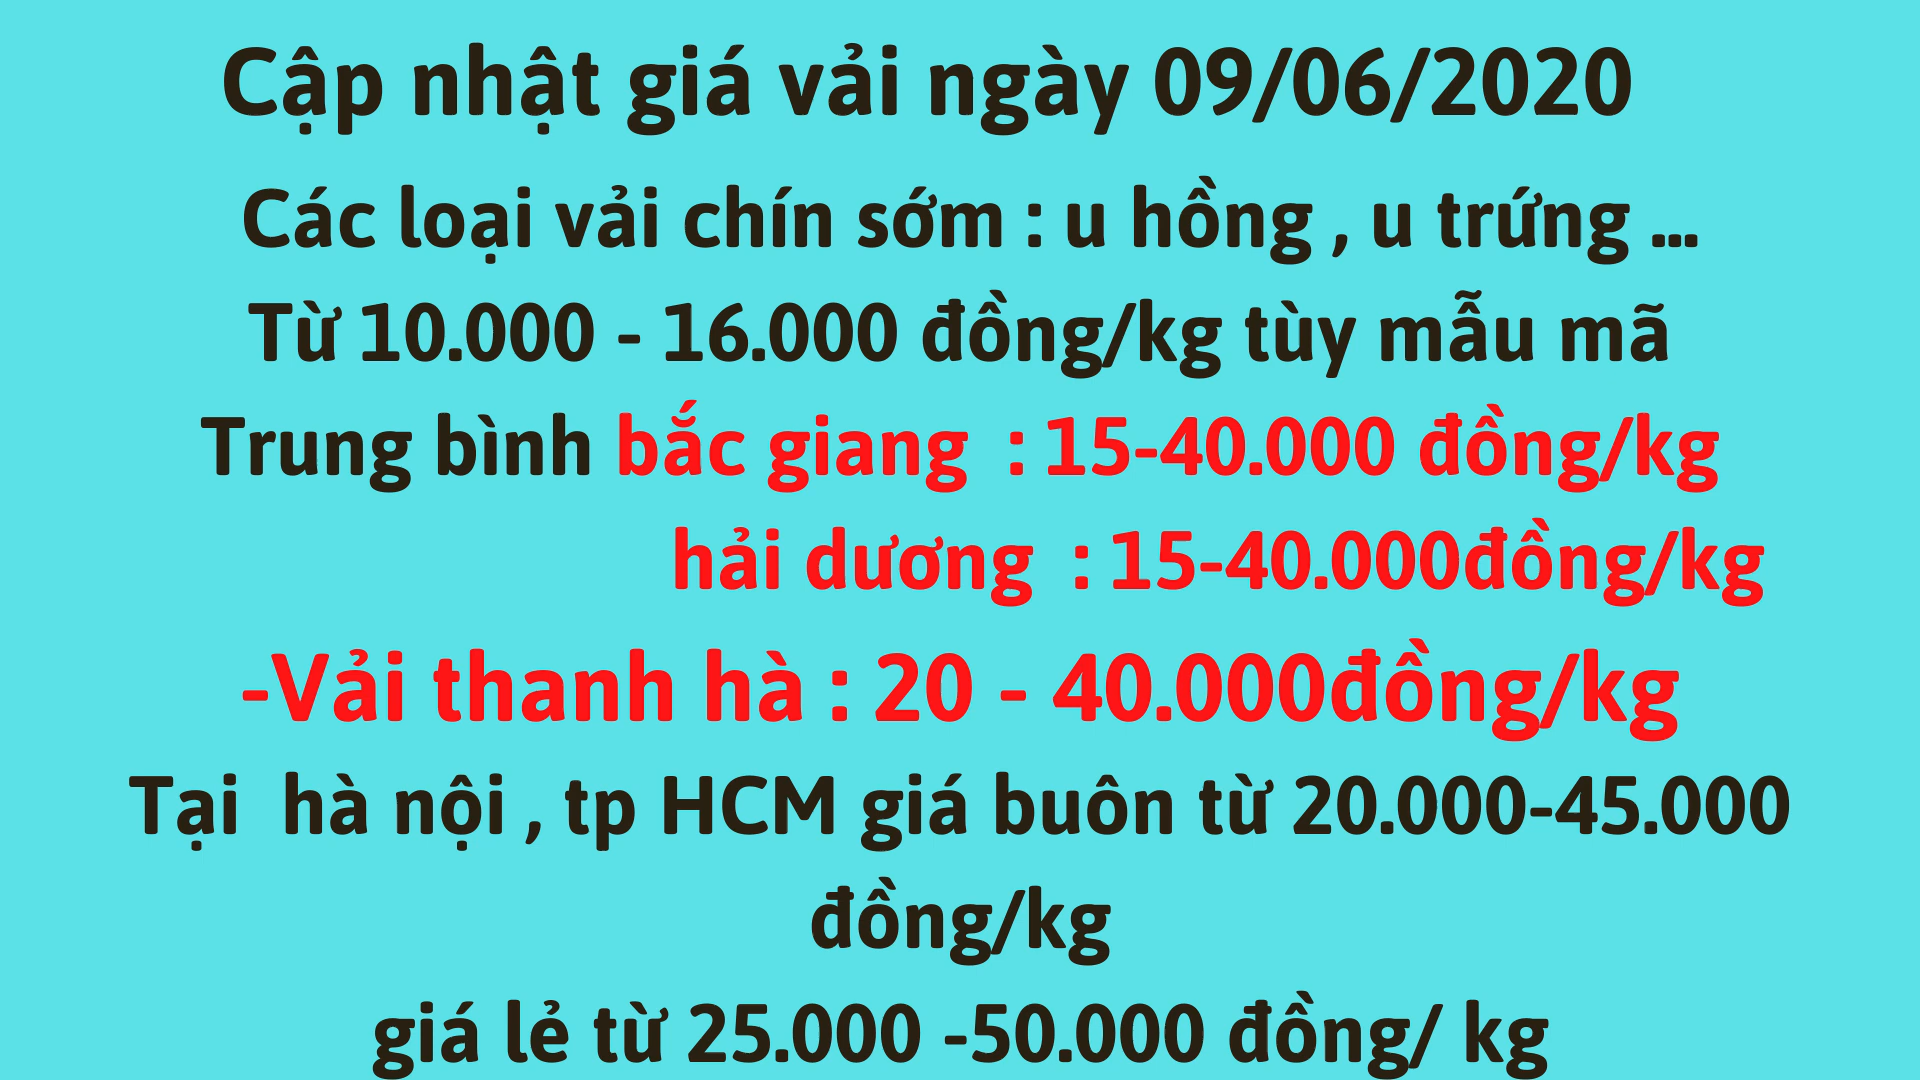 Cập nhật giá vải ngày 09/06/2020
Các loại vải chín sớm : u hồng , u trứng ...
Từ 10.000 - 16.000 đồng/kg tùy mẫu mã
Trung bình bắc giang : 15-40.000 đồng/kg
hải dương : 15-40.000đồng/kg
-Vải thanh hà : 20 - 40.000đồng/kg
Tại hà nội , tp HCM giá buôn từ 20.000-45.000
đồng/kg
giá lẻ từ 25.000 -50.000 đồng/ kg